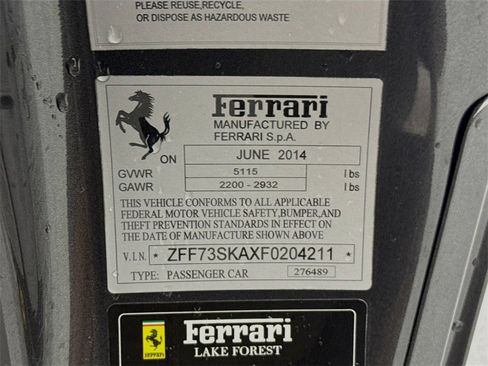 PLEASE REUSE,RECYCLE,
OR DISPOSE AS HAZARDOUS WASTE
Ferrari
MANUFACTURED BY
FERRARI S.p.A.
ON JUNE 2014
GVWR 5115 lbs
GAWR 2200 - 2932 lbs
THIS VEHICLE CONFORMS TO ALL APPLICABLE
FEDERAL MOTOR VEHICLE SAFETY,BUMPER,AND
THEFT PREVENTION STANDARDS IN EFFECT ON
THE DATE OF MANUFACTURE SHOWN ABOVE
V.I.N. * ZFF73SKAXF0204211 *
TYPE: PASSENGER CAR 276489
Ferrari
LAKE FOREST